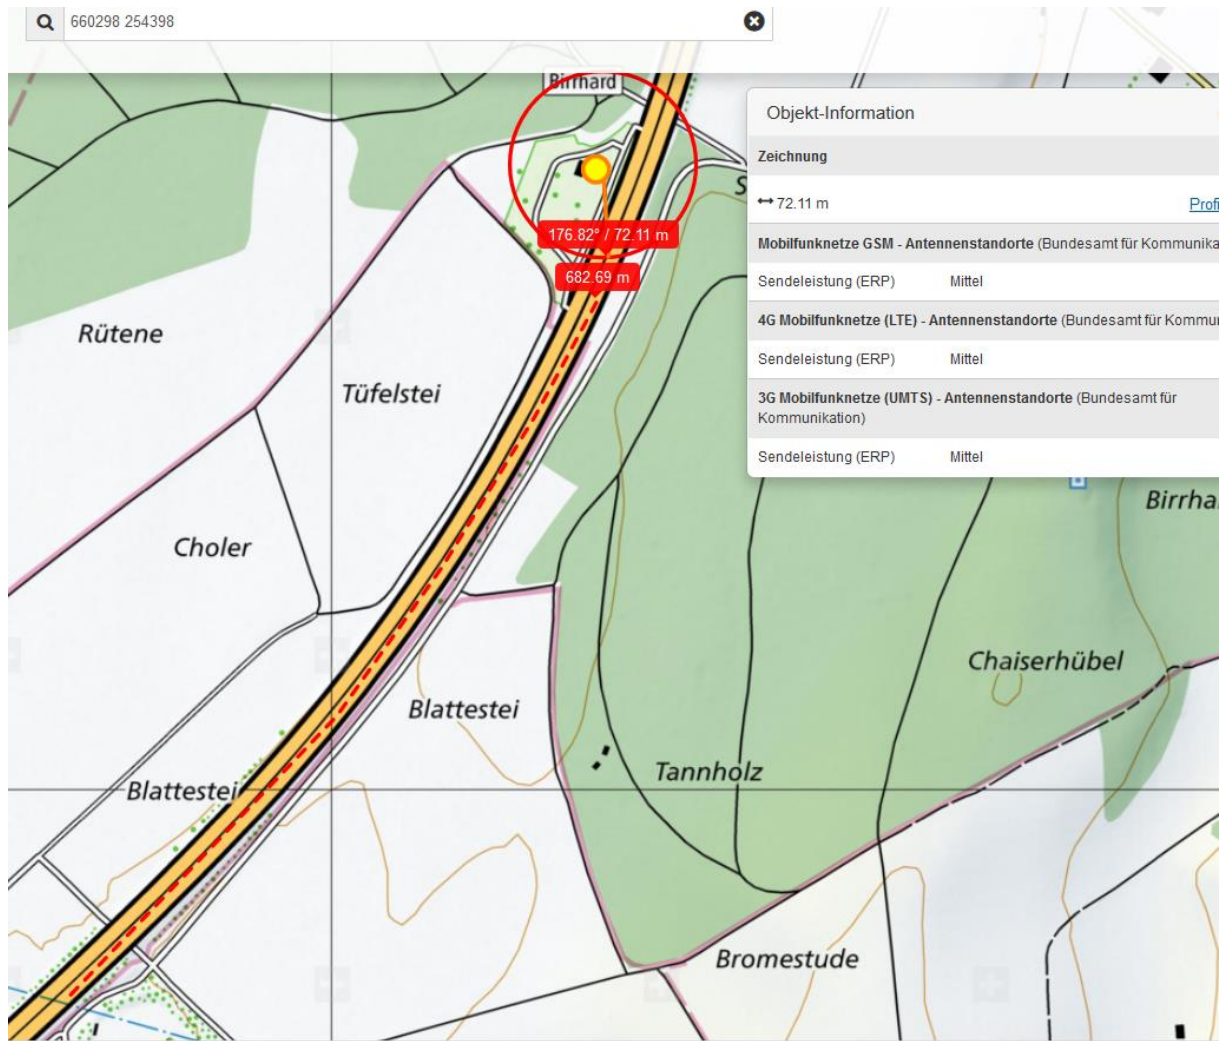 660298 254398
Birrhard
Objekt-Information
Zeichnung
72.11 m
Profi
Mobilfunknetze GSM - Antennenstandorte (Bundesamt für Kommunika
Sendeleistung (ERP) Mittel
4G Mobilfunknetze (LTE) - Antennenstandorte (Bundesamt für Kommun
Sendeleistung (ERP) Mittel
3G Mobilfunknetze (UMTS) - Antennenstandorte (Bundesamt für
Kommunikation)
Sendeleistung (ERP) Mittel
S
176.82° / 72.11 m
682.69 m
Rütene
Tüfelstei
Birrha
Choler
Chaiserhübel
Blattestei
Tannholz
Blattestei
Bromestude